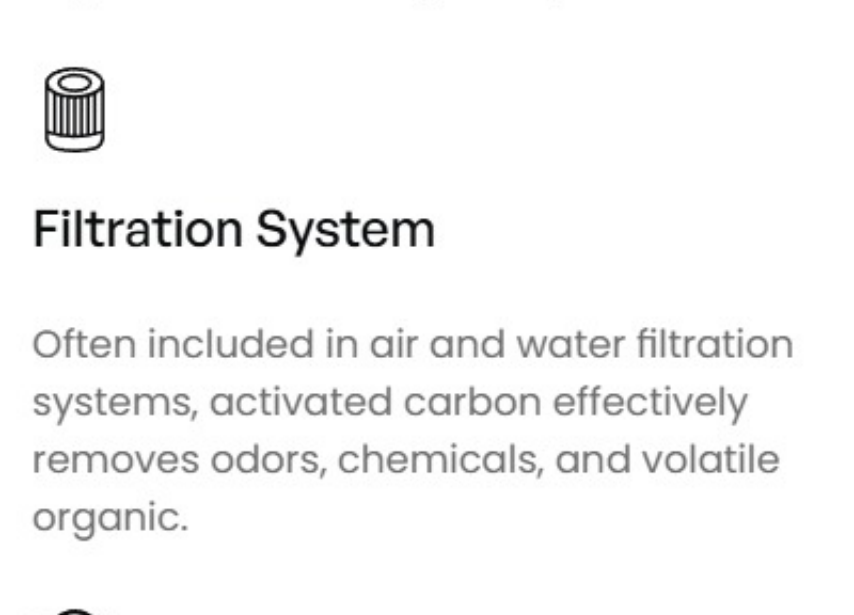 Filtration System
Often included in air and water filtration
systems, activated carbon effectively
removes odors, chemicals, and volatile
organic.